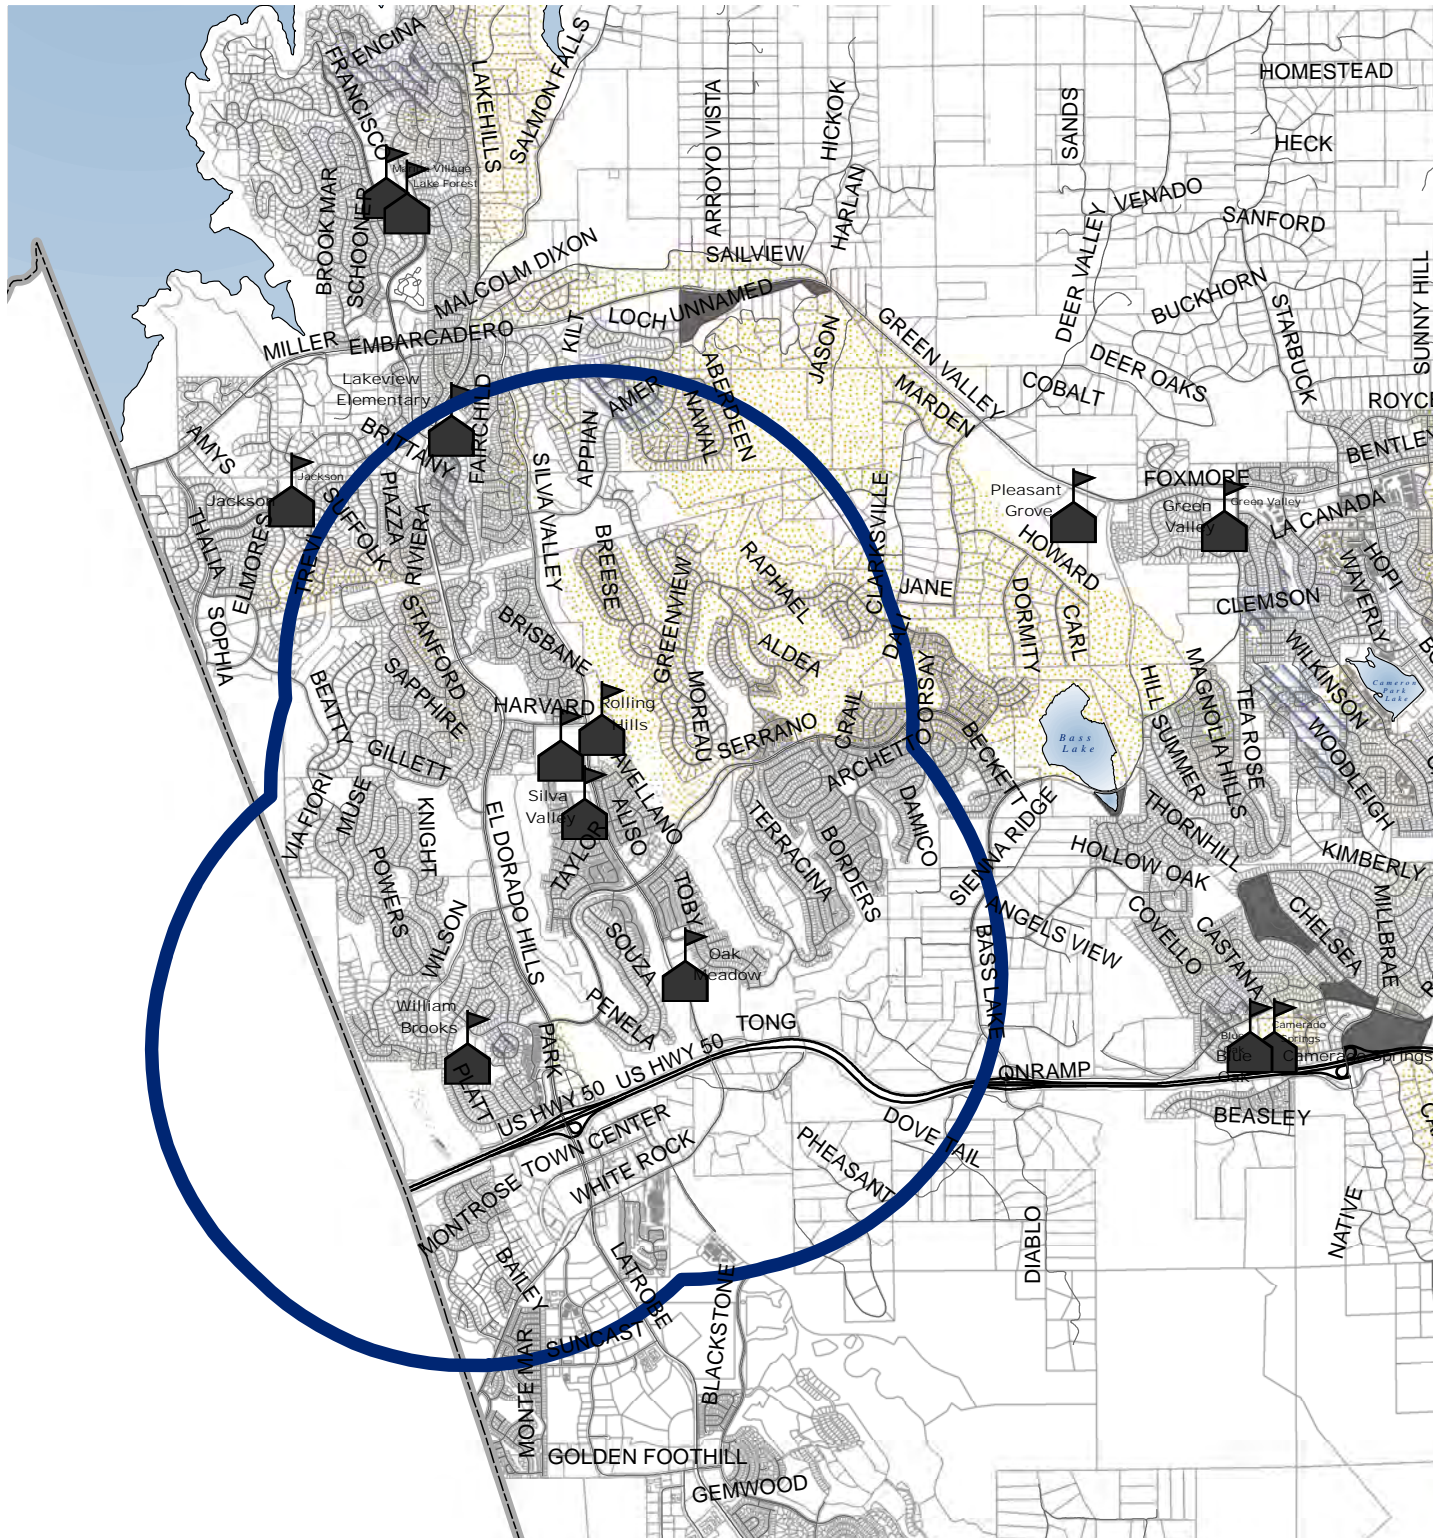 ENCINA
FRANCISCO
LAKEHILLS
SALMON FALLS
HOMESTEAD
ARROYO VISTA
HICKOK
SANDS
HECK
Lake Forest
BROOK MAR
SCHOONER
HARLAN
VENADO
SANFORD
DEER VALLEY
MALCOLM DIXON
SAILVIEW
BUCKHORN
SUNNY HILL
STARBUCK
UNNAMED
LOCH
KILT
MILLER
EMBARCADERO
JASON
GREEN VALLEY
DEER OAKS
COBALT
Lakeview
Elementary
FAIRCHILD
AMER
ABERDEEN
NAWAL
MARDEN
ROYCE
BENTLEY
AMYS
BRITTANY
APPIAN
SILVA VALLEY
CLARKSVILLE
Jackson
Jackson
SUFFOLK
PIAZZA
RIVIERA
Pleasant
Grove
FOXMORE
Green
Valley
Green Valley
LA CANADA
THALIA
ELMORES
TREVI
BREESE
GREENVIEW
RAPHAEL
HOWARD
HOPI
WAVERLY
JANE
CLEMSON
SOPHIA
STANFORD
BRISBANE
DALI
DORMITY
CARL
ALDEA
WILKINSON
BEATTY
SAPPHIRE
MOREAU
CORSAY
HILL
MAGNOLIA HILLS
TEA ROSE
Cameron
Park
Lake
HARVARD
Rolling
Hills
SERRANO
CRAIL
Bass
Lake
SUMMER
WOODLEIGH
GILLETT
AVELLANO
ARCHETTO
BECKETT
VIA FIORI
MUSE
KNIGHT
EL DORADO HILLS
Silva
Valley
ALISO
TAYLOR
TERRACINA
BORDERS
DAMICO
SIENNA RIDGE
THORNHILL
HOLLOW OAK
KIMBERLY
POWERS
WILSON
TOBY
SOUZA
ANGELS VIEW
COVELLO
CASTANA
CHELSEA
MILLBRAE
Oak
Meadow
BASS LAKE
William
Brooks
PENELA
TONG
PARK
PLATT
US HWY 50
US HWY 50
ONRAMP
Camerado
Springs
Blue
Oak
Camerado Springs
DOVE TAIL
BEASLEY
TOWN CENTER
WHITE ROCK
PHEASANT
MONTROSE
NATIVE
DIABLO
BAILEY
LATROBE
BLACKSTONE
SUNCAST
MONTE MAR
GOLDEN FOOTHILL
GEMWOOD